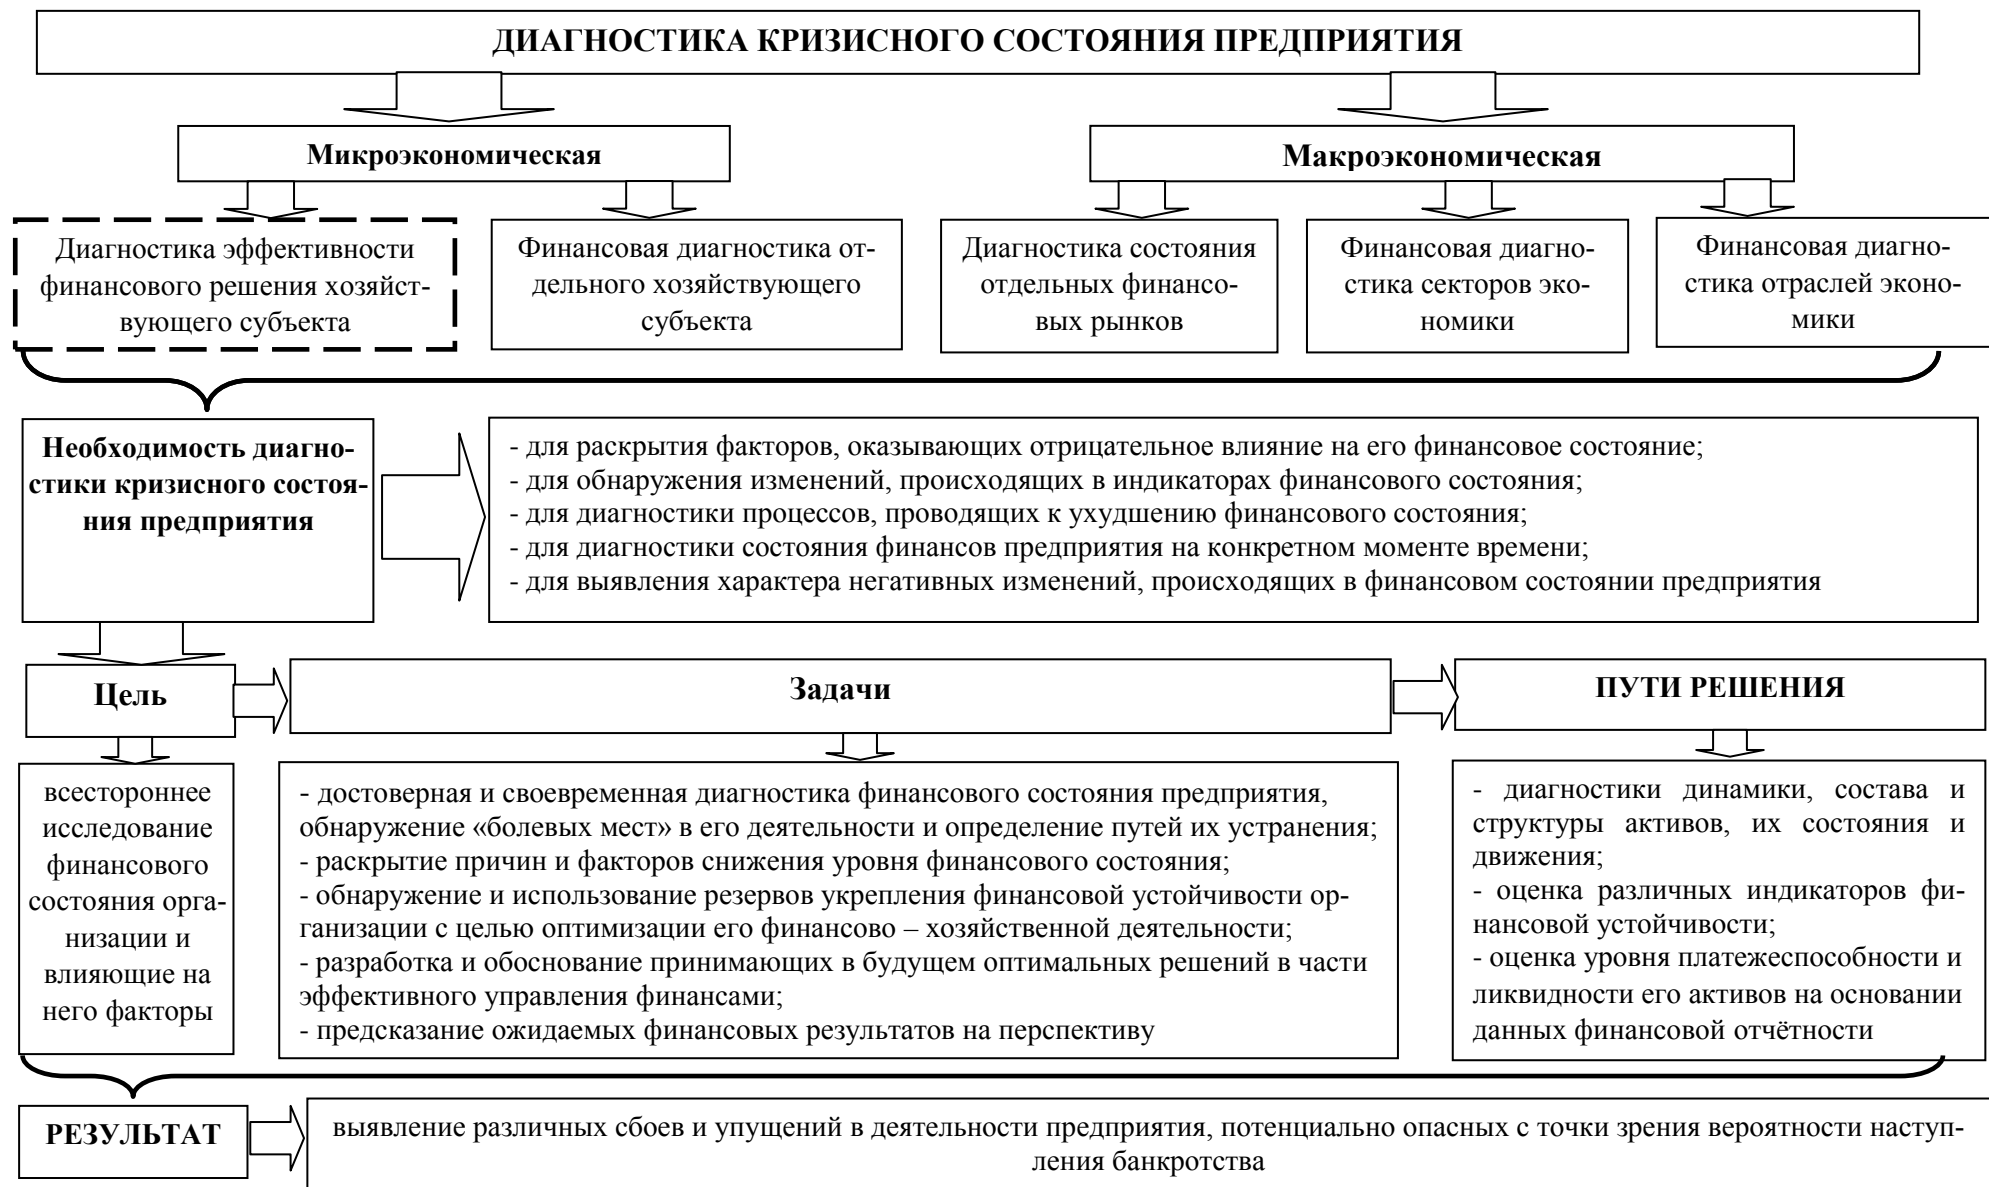 ДИАГНОСТИКА КРИЗИСНОГО СОСТОЯНИЯ ПРЕДПРИЯТИЯ
Микроэкономическая
Макроэкономическая
Диагностика эффективности
финансового решения хозяйст-
вующего субъекта
Финансовая диагностика от-
дельного хозяйствующего
субъекта
Диагностика состояния
отдельных финансо-
вых рынков
Финансовая диагно-
стика секторов эко-
номики
Финансовая диагно-
стика отраслей эконо-
мики
Необходимость диагно-
стики кризисного состоя-
ния предприятия
- для раскрытия факторов, оказывающих отрицательное влияние на его финансовое состояние;
- для обнаружения изменений, происходящих в индикаторах финансового состояния;
- для диагностики процессов, проводящих к ухудшению финансового состояния;
- для диагностики состояния финансов предприятия на конкретном моменте времени;
- для выявления характера негативных изменений, происходящих в финансовом состоянии предприятия
Цель
Задачи
ПУТИ РЕШЕНИЯ
всестороннее
исследование
финансового
состояния орга-
низации и
влияющие на
него факторы
- достоверная и своевременная диагностика финансового состояния предприятия,
обнаружение «болевых мест» в его деятельности и определение путей их устранения;
- раскрытие причин и факторов снижения уровня финансового состояния;
- обнаружение и использование резервов укрепления финансовой устойчивости ор-
ганизации с целью оптимизации его финансово – хозяйственной деятельности;
- разработка и обоснование принимающих в будущем оптимальных решений в части
эффективного управления финансами;
- предсказание ожидаемых финансовых результатов на перспективу
- диагностики динамики, состава и
структуры активов, их состояния и
движения;
- оценка различных индикаторов фи-
нансовой устойчивости;
- оценка уровня платежеспособности и
ликвидности его активов на основании
данных финансовой отчётности
РЕЗУЛЬТАТ
выявление различных сбоев и упущений в деятельности предприятия, потенциально опасных с точки зрения вероятности наступ-
ления банкротства